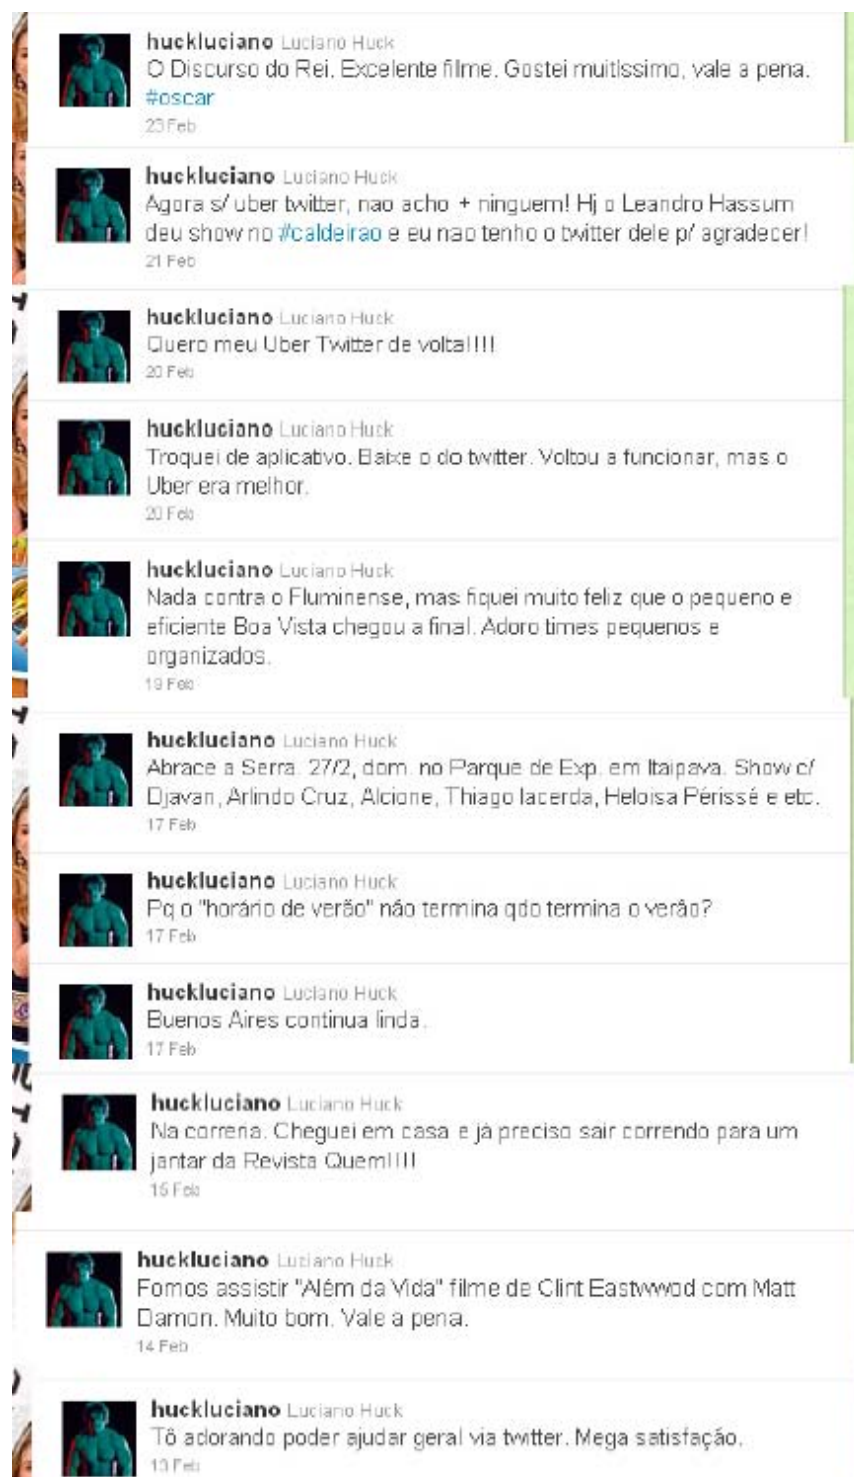 huckluciano Luciano Huck
O Discurso do Rei. Excelente filme. Gostei muitíssimo, vale a pena.
#oscar
23 Feb
huckluciano Luciano Huck
Agora s/ uber twitter, nao acho + ninguem! Hj o Leandro Hassum
deu show no #caldeirao e eu nao tenho o twitter dele p/ agradecer!
21 Feb
huckluciano Luciano Huck
Quero meu Uber Twitter de volta!!!!
20 Feb
huckluciano Luciano Huck
Troquei de aplicativo. Baixe o do twitter. Voltou a funcionar, mas o
Uber era melhor.
20 Feb
huckluciano Luciano Huck
Nada contra o Fluminense, mas fiquei muito feliz que o pequeno e
eficiente Boa Vista chegou a final. Adoro times pequenos e
organizados.
19 Feb
huckluciano Luciano Huck
Abrace a Serra. 27/2, dom. no Parque de Exp. em Itaipava. Show c/
Djavan, Arlindo Cruz, Alcione, Thiago lacerda, Heloisa Périssé e etc.
17 Feb
huckluciano Luciano Huck
Pq o "horário de verão" não termina qdo termina o verão?
17 Feb
huckluciano Luciano Huck
Buenos Aires continua linda.
17 Feb
huckluciano Luciano Huck
Na correria. Cheguei em casa e já preciso sair correndo para um
jantar da Revista Quem!!!!
15 Feb
huckluciano Luciano Huck
Fomos assistir "Além da Vida" filme de Clint Eastwwod com Matt
Damon. Muito bom. Vale a pena.
14 Feb
huckluciano Luciano Huck
Tô adorando poder ajudar geral via twitter. Mega satisfação.
13 Feb